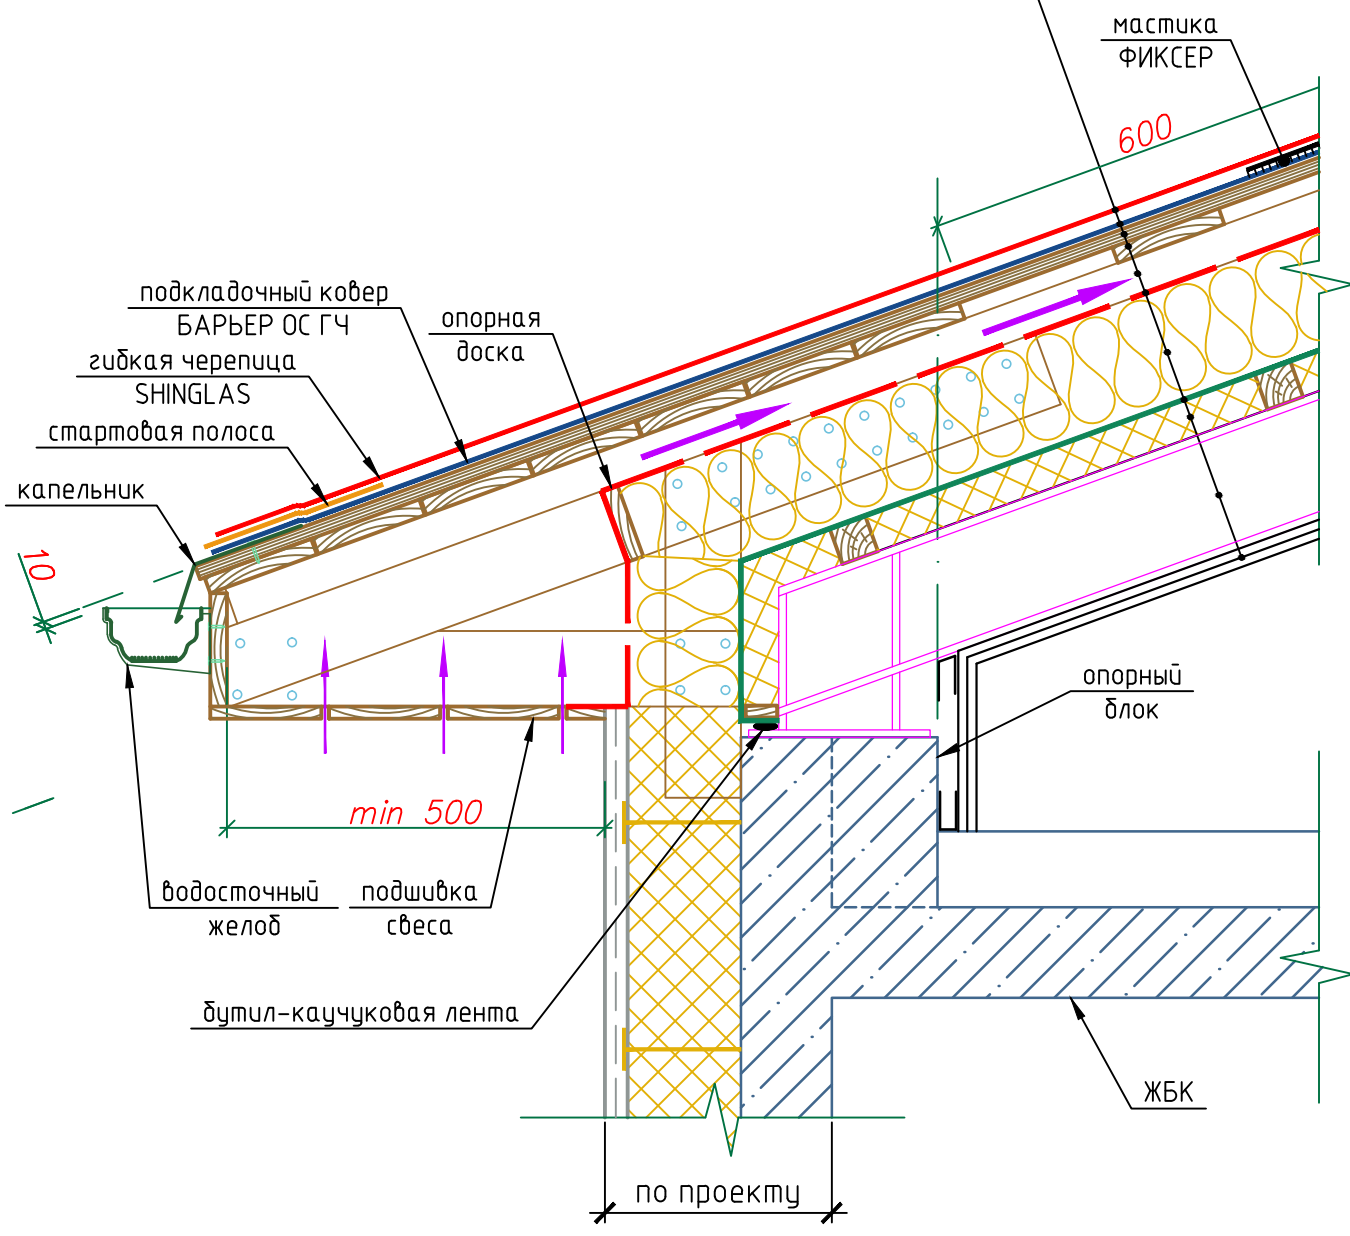 мастика
ФИКСЕР
600
подкладочный ковер
БАРЬЕР ОС ГЧ
опорная
доска
гибкая черепица
SHINGLAS
стартовая полоса
капельник
10
опорный
блок
min 500
водосточный
желоб
подшивка
свеса
бутил-каучуковая лента
ЖБК
по проекту